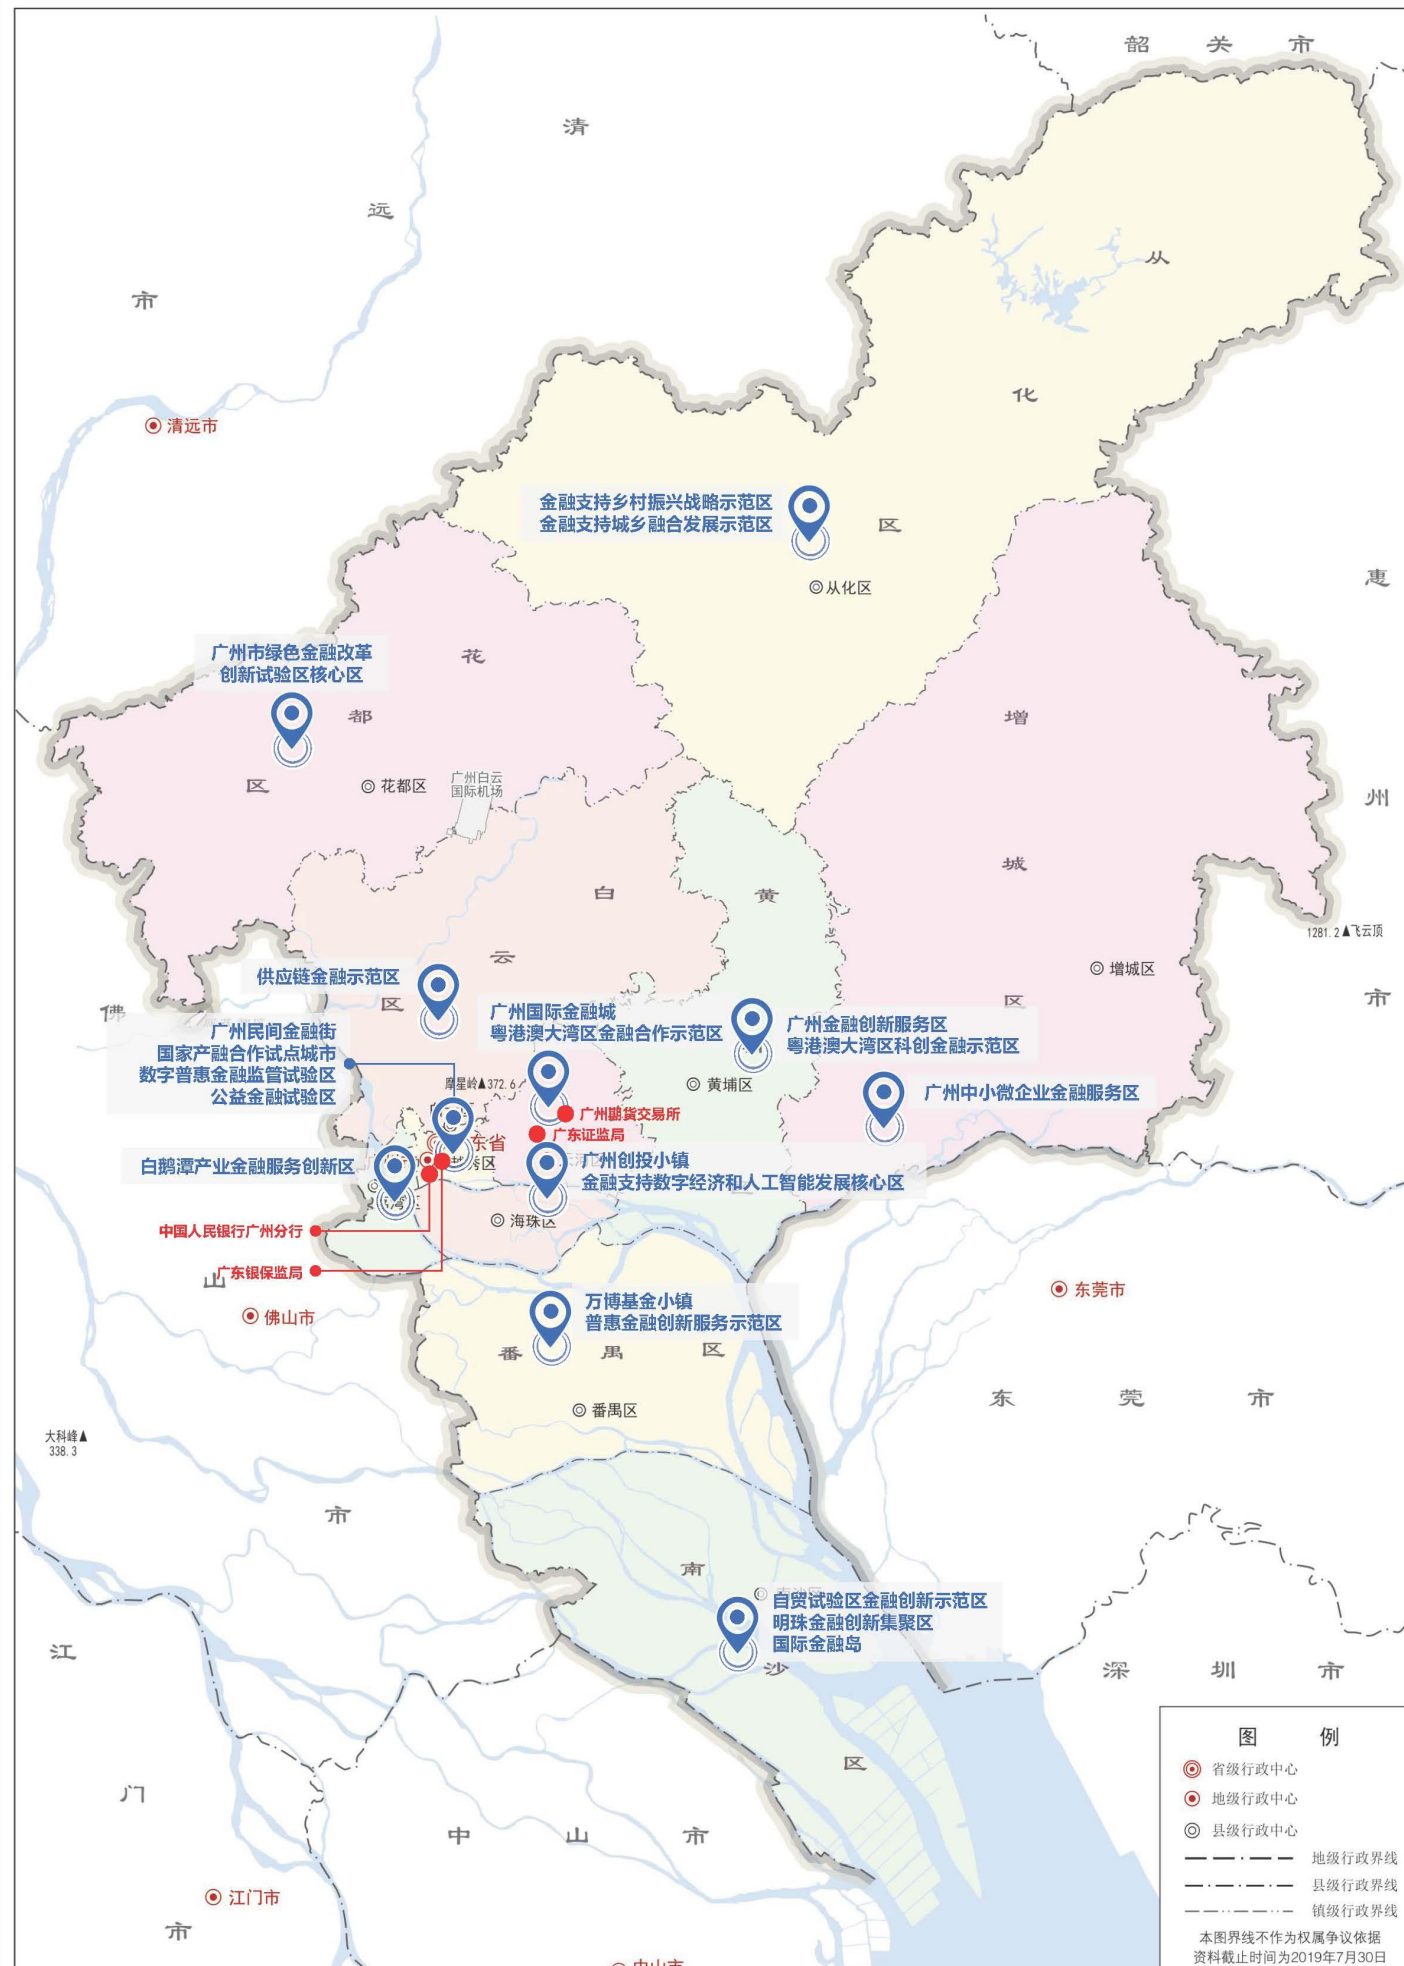 韶 关 市
清
远
市
从
化
区
清远市
金融支持乡村振兴战略示范区
金融支持城乡融合发展示范区
从化区
惠
州
市
广州市绿色金融改革
创新试验区核心区
花
都
区
花都区
广州白云
国际机场
增
城
区
白
云
区
黄
1281.2▲飞云顶
增城区
供应链金融示范区
佛
广州国际金融城
粤港澳大湾区金融合作示范区
广州金融创新服务区
粤港澳大湾区科创金融示范区
广州民间金融街
国家产融合作试点城市
数字普惠金融监管试验区
公益金融试验区
摩星岭▲372.6
黄埔区
广州中小微企业金融服务区
广州期货交易所
广东证监局
东省
越秀区
白鹅潭产业金融服务创新区
广州创投小镇
金融支持数字经济和人工智能发展核心区
海珠区
中国人民银行广州分行
广东银保监局
山
佛山市
东莞市
万博基金小镇
普惠金融创新服务示范区
番 禺 区
番禺区
东 莞 市
大科峰▲
338.3
市
南
自贸试验区金融创新示范区
明珠金融创新集聚区
国际金融岛
沙
区
江
门
市
深 圳 市
中 山 市
江门市
中山市
图 例
省级行政中心
地级行政中心
县级行政中心
地级行政界线
县级行政界线
镇级行政界线
本图界线不作为权属争议依据
资料截止时间为2019年7月30日